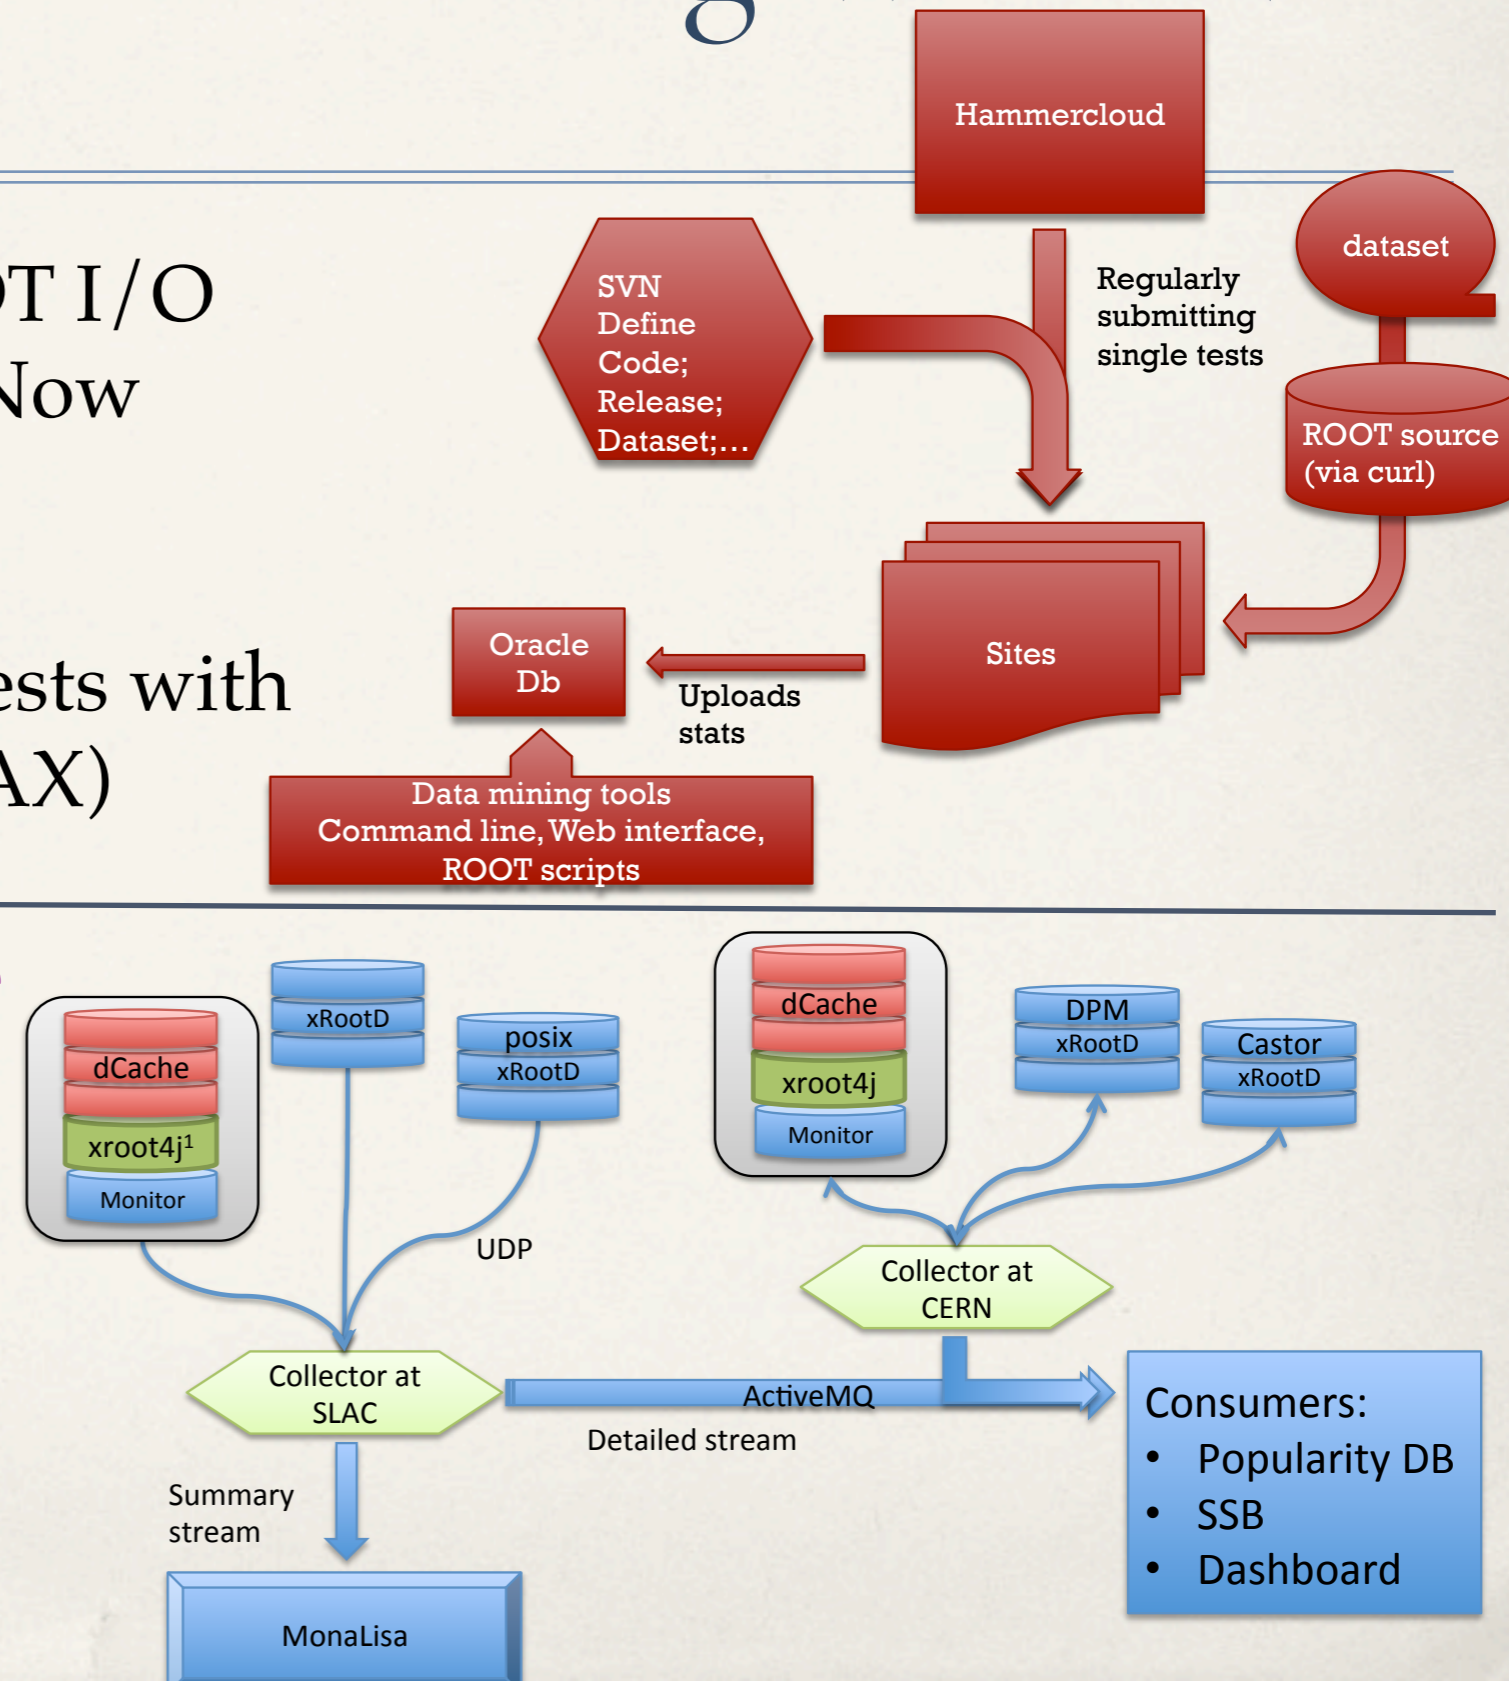 Hammercloud
dataset
SVN
Define
Code;
Release;
Dataset;...
Regularly
submitting
single tests
OT I/O
Now
ROOT source
(via curl)
Sites
Oracle
Db
Uploads
stats
ests with
AX)
Data mining tools
Command line, Web interface,
ROOT scripts
dCache
xroot4j¹
Monitor
xRootD
posix
xRootD
dCache
xroot4j
Monitor
DPM
xRootD
Castor
xRootD
UDP
Collector at
CERN
Collector at
SLAC
ActiveMQ
Detailed stream
Summary
stream
MonaLisa
Consumers:
• Popularity DB
• SSB
• Dashboard